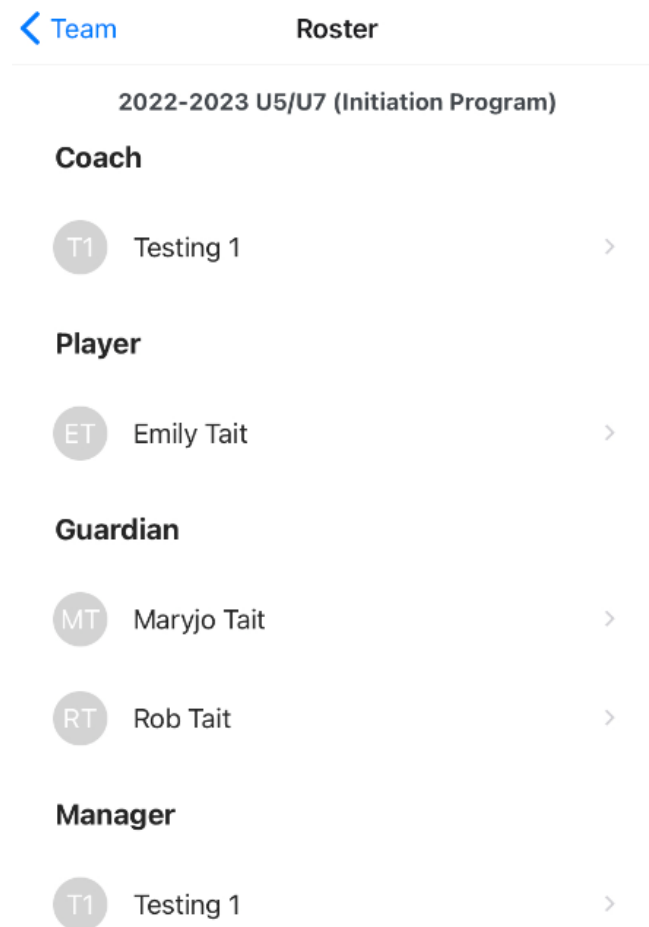 Team Roster
2022-2023 U5/U7 (Initiation Program)
Coach
T1 Testing 1
Player
ET Emily Tait
Guardian
MT Maryjo Tait
RT Rob Tait
Manager
T1 Testing 1